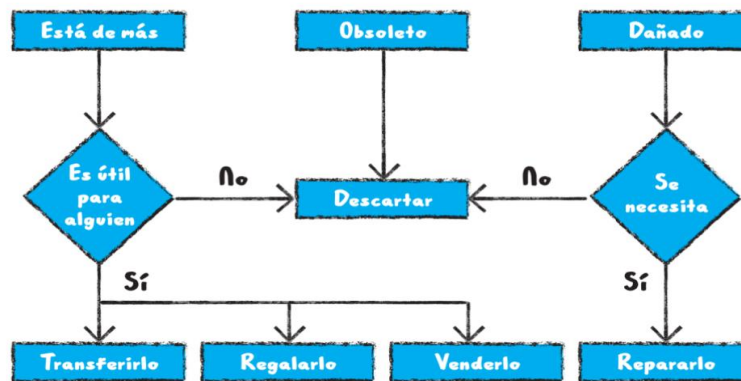 Está de más
Obsoleto
Dañado
Es útil
para
alguien
No
Descartar
No
Se
necesita
Sí
Sí
Transferirlo
Regalarlo
Venderlo
Repararlo